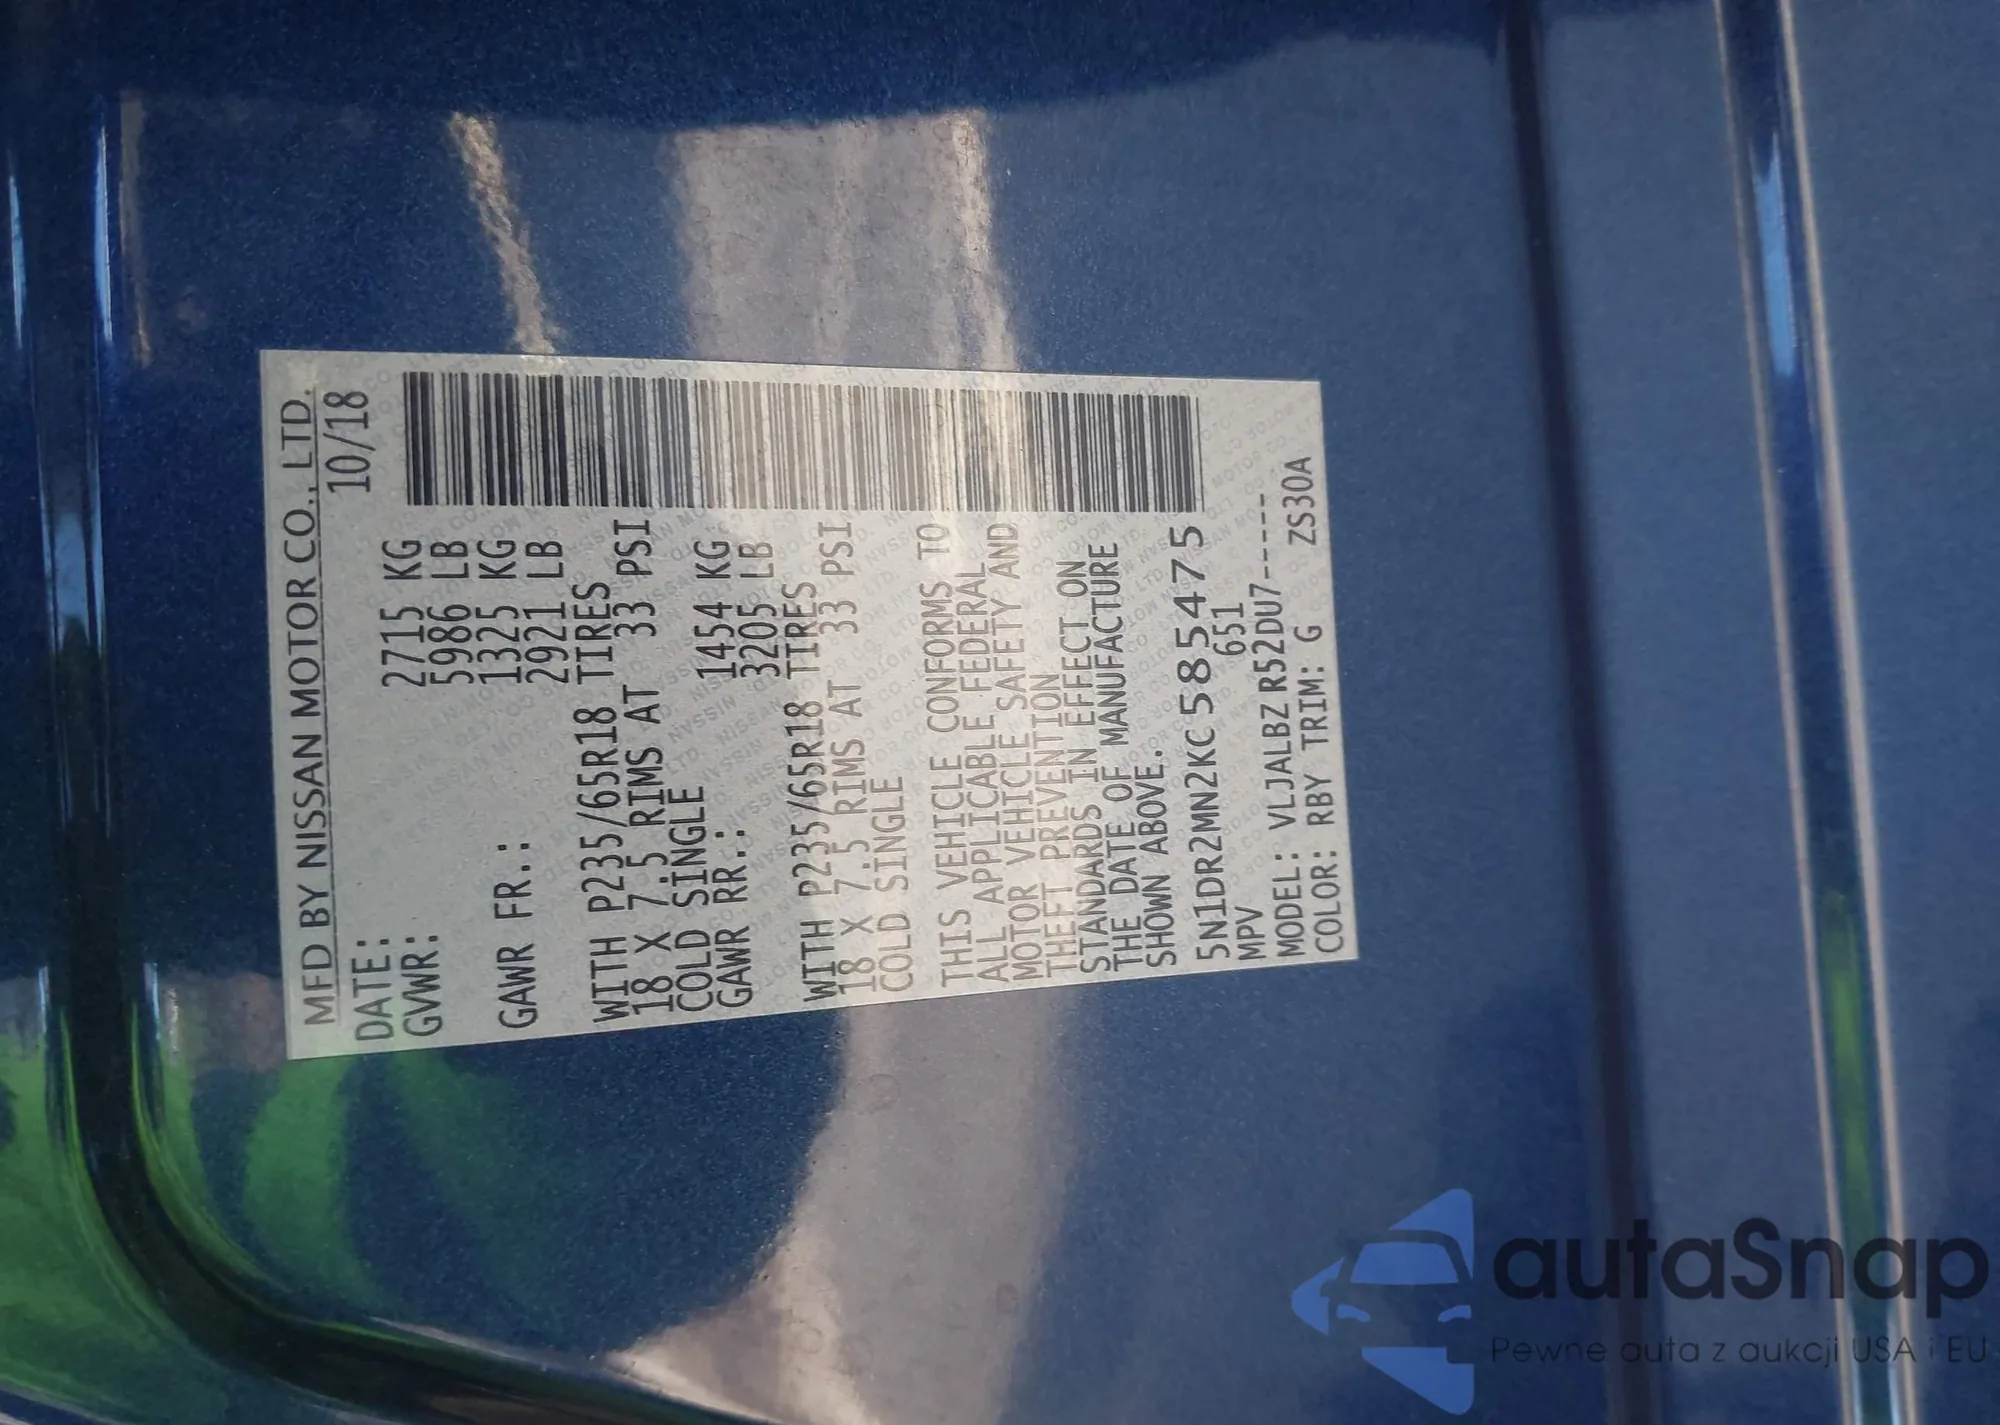 MFD BY NISSAN MOTOR CO., LTD.
DATE: 10/18
GVWR: 2715 KG
5986 LB
GAWR FR.: 1325 KG
2921 LB
WITH P235/65R18 TIRES
18 X 7.5 RIMS AT 33 PSI
COLD SINGLE
GAWR RR.: 1454 KG
3205 LB
WITH P235/65R18 TIRES
18 X 7.5 RIMS AT 33 PSI
COLD SINGLE
THIS VEHICLE CONFORMS TO
ALL APPLICABLE FEDERAL
MOTOR VEHICLE SAFETY AND
THEFT PREVENTION
STANDARDS IN EFFECT ON
THE DATE OF MANUFACTURE
SHOWN ABOVE.
5N1DR2MN2KC585475
MPV 651
MODEL: VLJALBZ R52DU7-----
COLOR: RBY TRIM: G ZS30A
autaSnap
Pewne auta z aukcji USA i EU